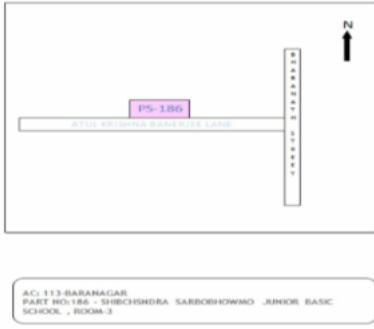 N
PS-186
ATUL KRISHNA BANERJEE LANE
BHABANATH STREET
AC: 113-BARANAGAR
PART NO:186 - SHIBCHSNDRA SARBOBHOWMO JUNIOR BASIC
SCHOOL , ROOM-3